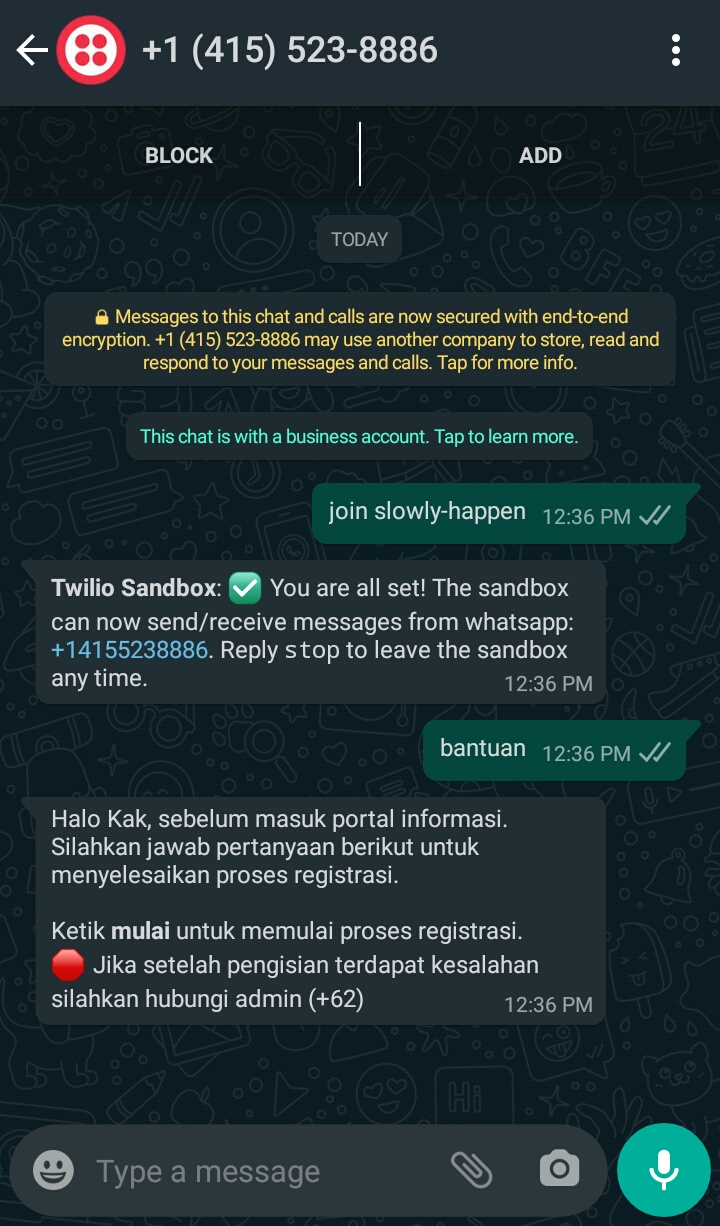 +1 (415) 523-8886
BLOCK
ADD
TODAY
🔒 Messages to this chat and calls are now secured with end-to-end
encryption. +1 (415) 523-8886 may use another company to store, read and
respond to your messages and calls. Tap for more info.
This chat is with a business account. Tap to learn more.
join slowly-happen 12:36 PM
Twilio Sandbox: ✅ You are all set! The sandbox
can now send/receive messages from whatsapp:
+14155238886. Reply stop to leave the sandbox
any time. 12:36 PM
bantuan 12:36 PM
Halo Kak, sebelum masuk portal informasi.
Silahkan jawab pertanyaan berikut untuk
menyelesaikan proses registrasi.
Ketik mulai untuk memulai proses registrasi.
🛑 Jika setelah pengisian terdapat kesalahan
silahkan hubungi admin (+62) 12:36 PM
Type a message